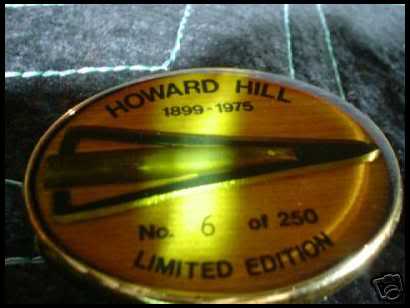 HOWARD HILL
1899-1975
No. 6 of 250
LIMITED EDITION